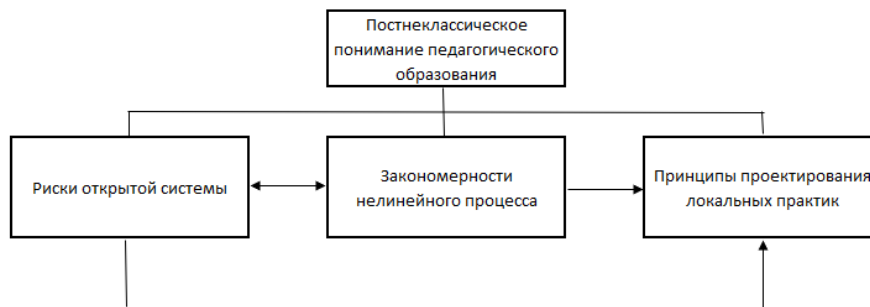 Постнеклассическое
понимание педагогического
образования
Риски открытой системы
Закономерности
нелинейного процесса
Принципы проектирования
локальных практик